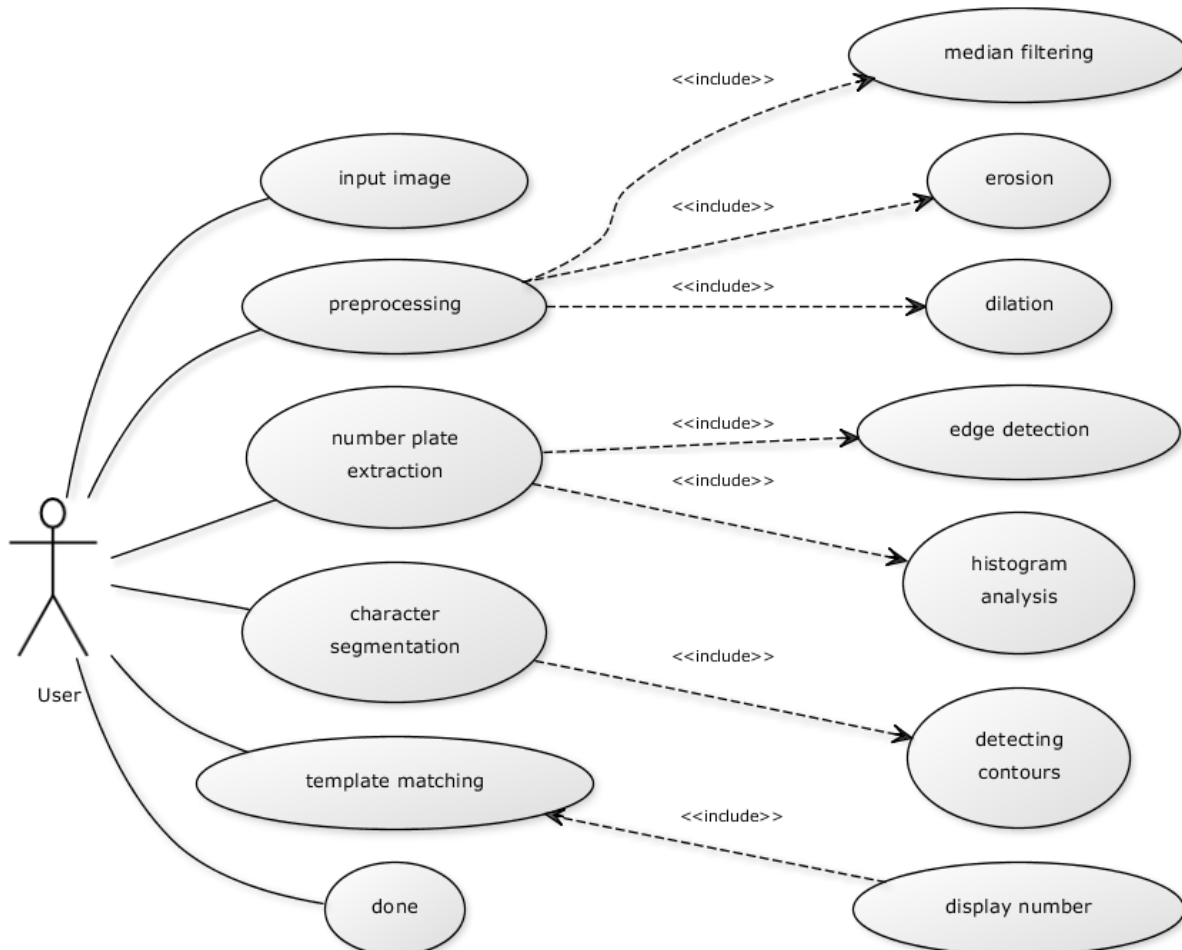 median filtering
<<include>>
input image
erosion
<<include>>
preprocessing
<<include>>
dilation
number plate
extraction
<<include>>
edge detection
<<include>>
histogram
analysis
character
segmentation
<<include>>
User
detecting
contours
template matching
<<include>>
done
display number